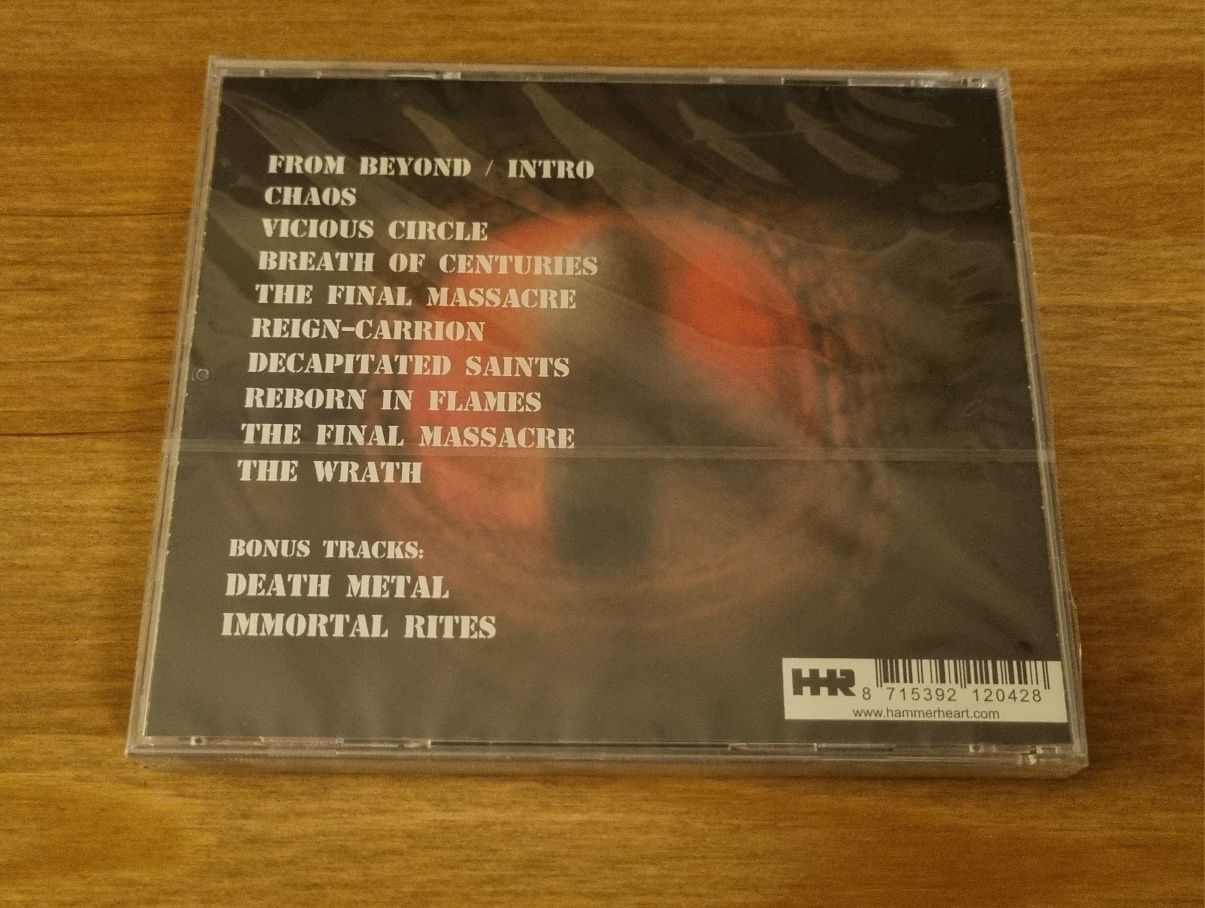 FROM BEYOND / INTRO
CHAOS
VICIOUS CIRCLE
BREATH OF CENTURIES
THE FINAL MASSACRE
REIGN-CARRION
DECAPITATED SAINTS
REBORN IN FLAMES
THE FINAL MASSACRE
THE WRATH
BONUS TRACKS:
DEATH METAL
IMMORTAL RITES
HHR
8 715392 120428
www.hammerheart.com